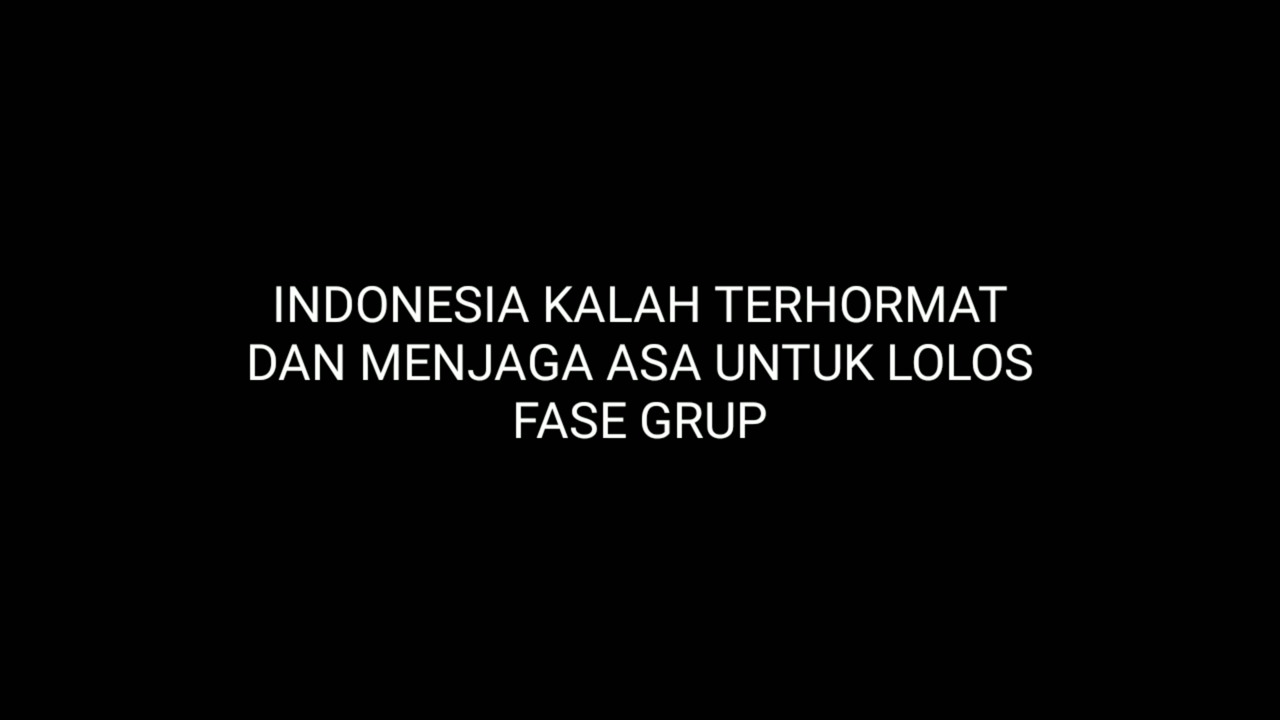 INDONESIA KALAH TERHORMAT
DAN MENJAGA ASA UNTUK LOLOS
FASE GRUP